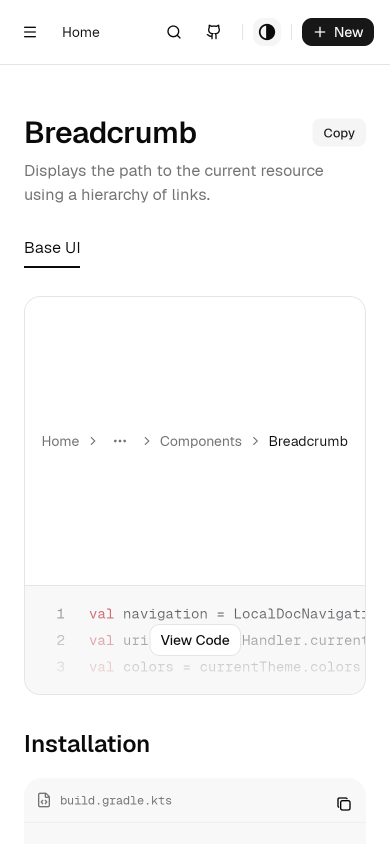 Home
New
Breadcrumb
Copy
Displays the path to the current resource
using a hierarchy of links.
Base UI
Home > ··· > Components > Breadcrumb
1 val navigation = LocalDocNavigati
2 val uri Handler.current
View Code
3 val colors = currentTheme.colors
Installation
build.gradle.kts